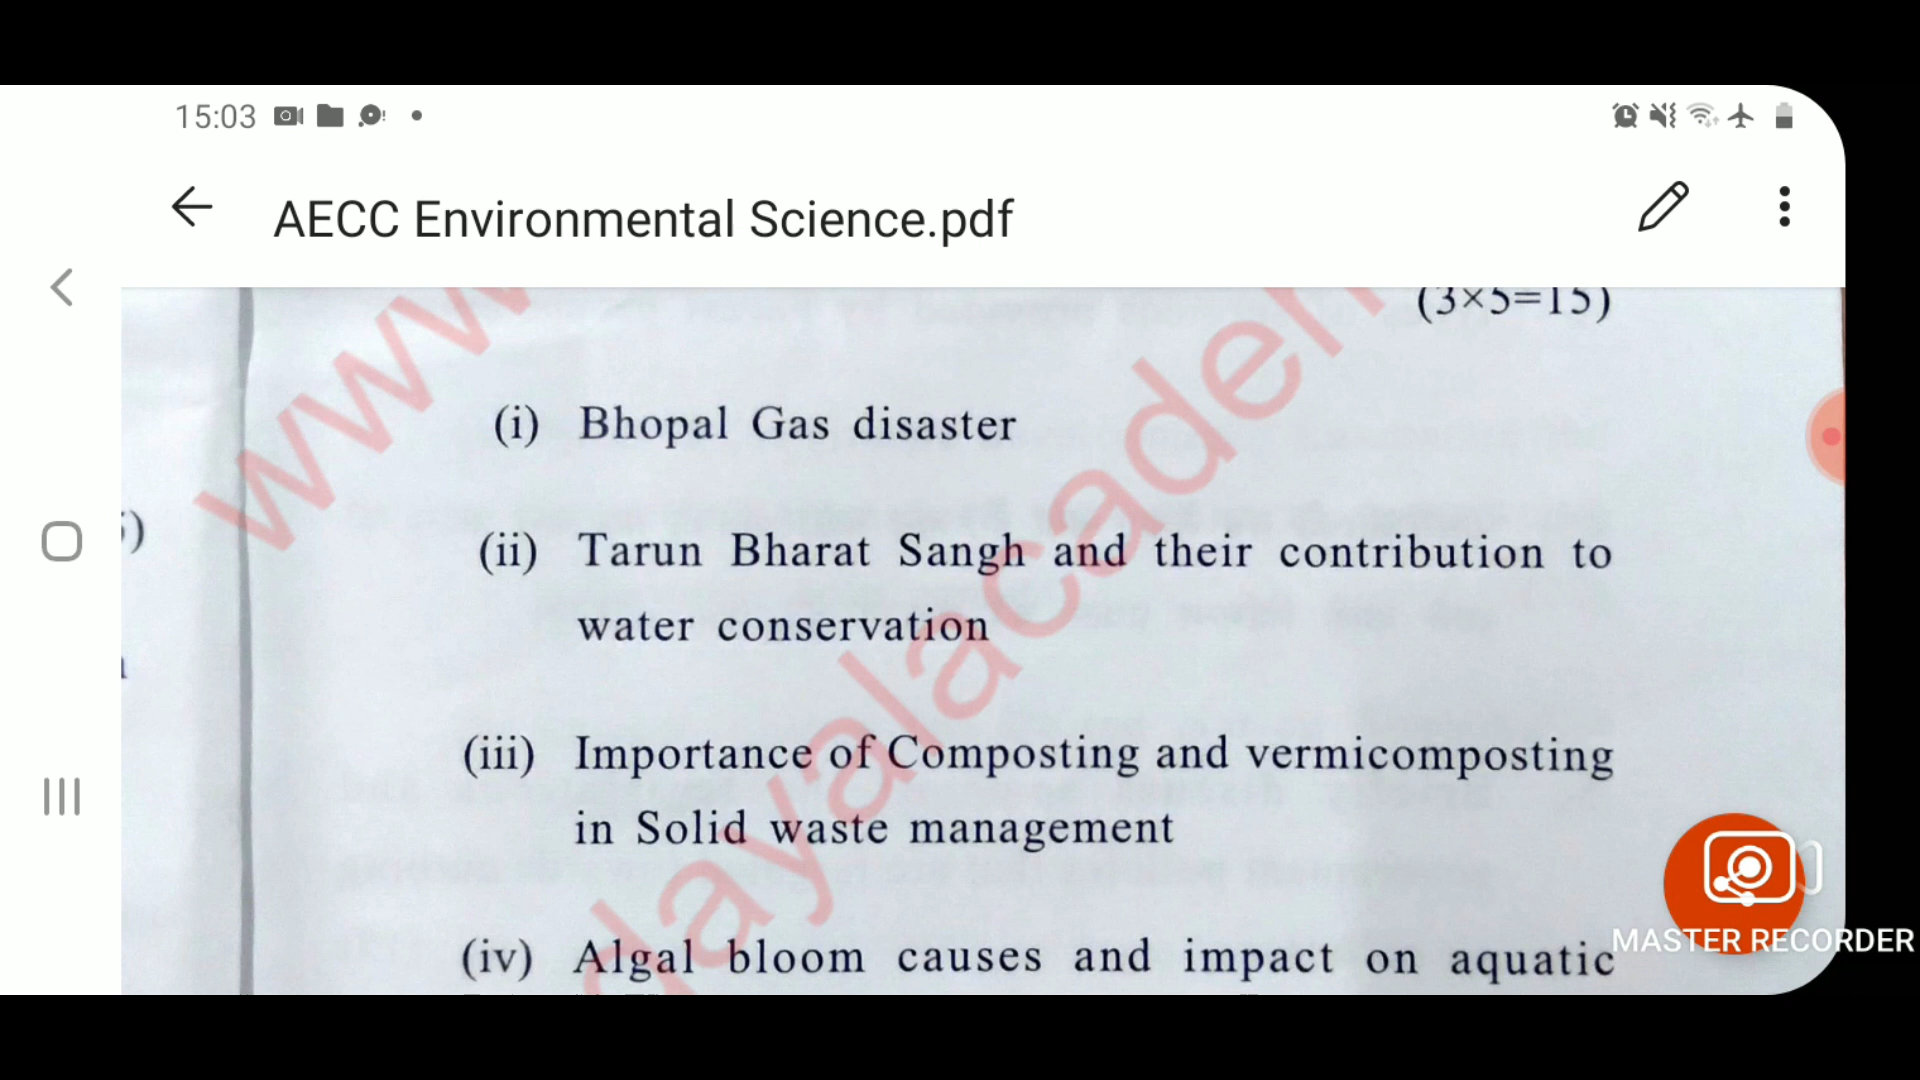 15:03
AECC Environmental Science.pdf
(3×5=15)
(i) Bhopal Gas disaster
(ii) Tarun Bharat Sangh and their contribution to
water conservation
(iii) Importance of Composting and vermicomposting
in Solid waste management
(iv) Algal bloom causes and impact on aquatic
MASTER RECORDER